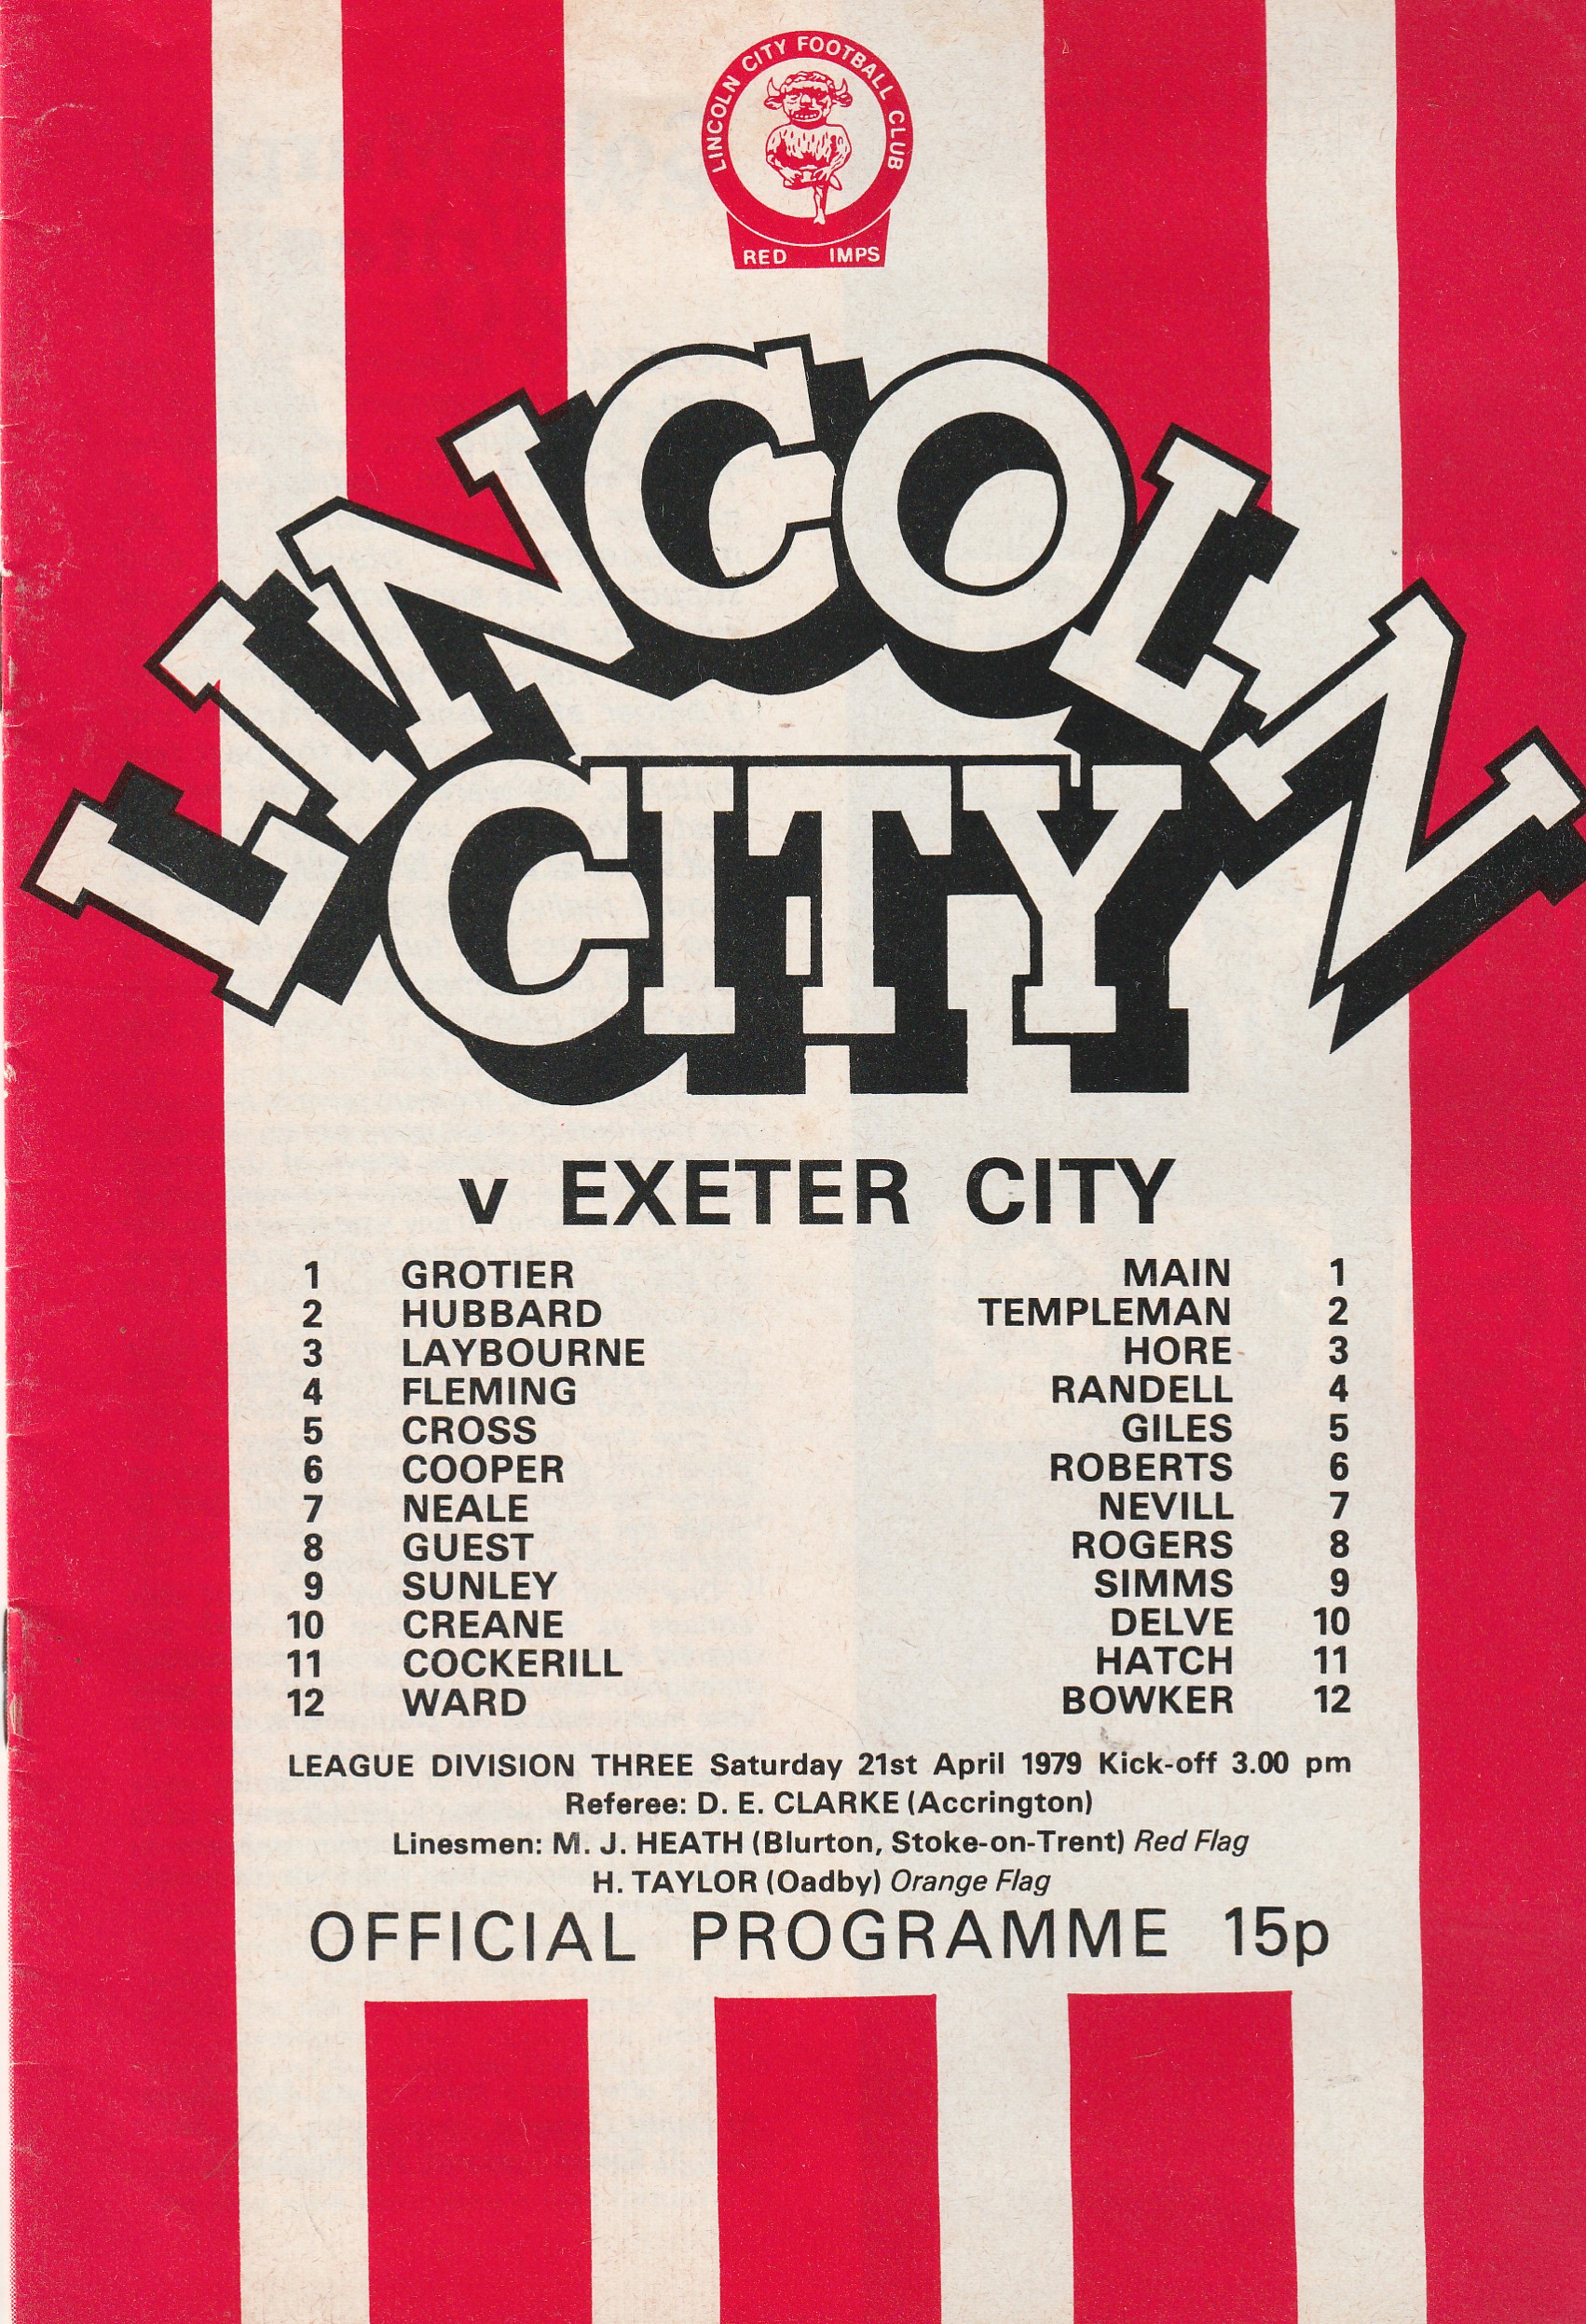 LINCOLN CITY FOOTBALL CLUB
RED IMPS
LINCOLN
CITY
v EXETER CITY
1 GROTIER MAIN 1
2 HUBBARD TEMPLEMAN 2
3 LAYBOURNE HORE 3
4 FLEMING RANDELL 4
5 CROSS GILES 5
6 COOPER ROBERTS 6
7 NEALE NEVILL 7
8 GUEST ROGERS 8
9 SUNLEY SIMMS 9
10 CREANE DELVE 10
11 COCKERILL HATCH 11
12 WARD BOWKER 12
LEAGUE DIVISION THREE Saturday 21st April 1979 Kick-off 3.00 pm
Referee: D. E. CLARKE (Accrington)
Linesmen: M. J. HEATH (Blurton, Stoke-on-Trent) Red Flag
H. TAYLOR (Oadby) Orange Flag
OFFICIAL PROGRAMME 15p